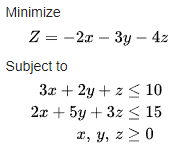 Minimize
Z = −2x − 3y − 4z
Subject to
3x + 2y + z ≤ 10
2x + 5y + 3z ≤ 15
x, y, z ≥ 0